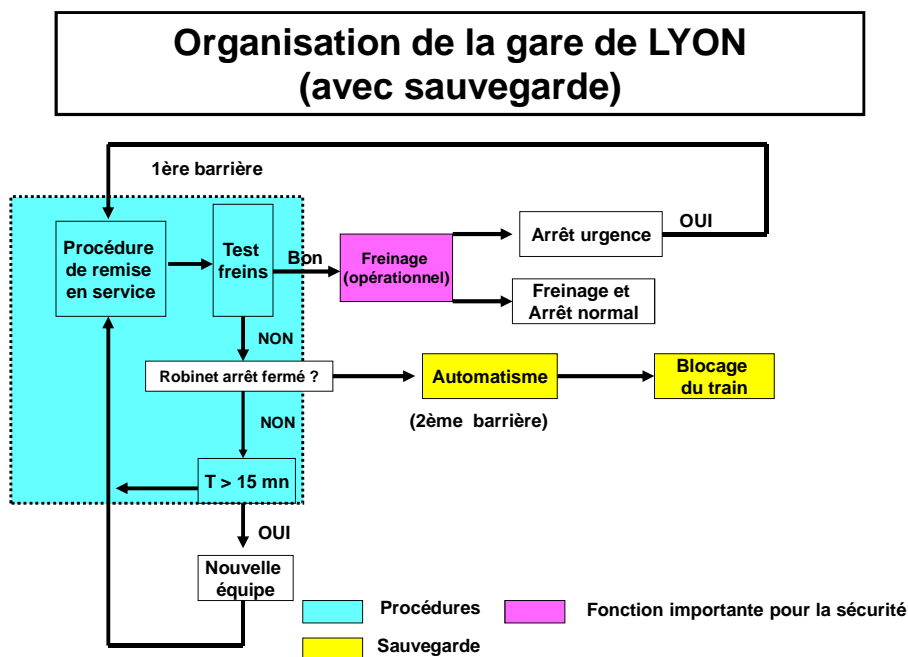 Organisation de la gare de LYON
(avec sauvegarde)
1ère barrière
Procédure
de remise
en service
Test
freins
Bon
Freinage
(opérationnel)
Arrêt urgence
OUI
Freinage et
Arrêt normal
NON
Robinet arrêt fermé ?
Automatisme
Blocage
du train
(2ème barrière)
NON
T > 15 mn
OUI
Nouvelle
équipe
Procédures
Fonction importante pour la sécurité
Sauvegarde